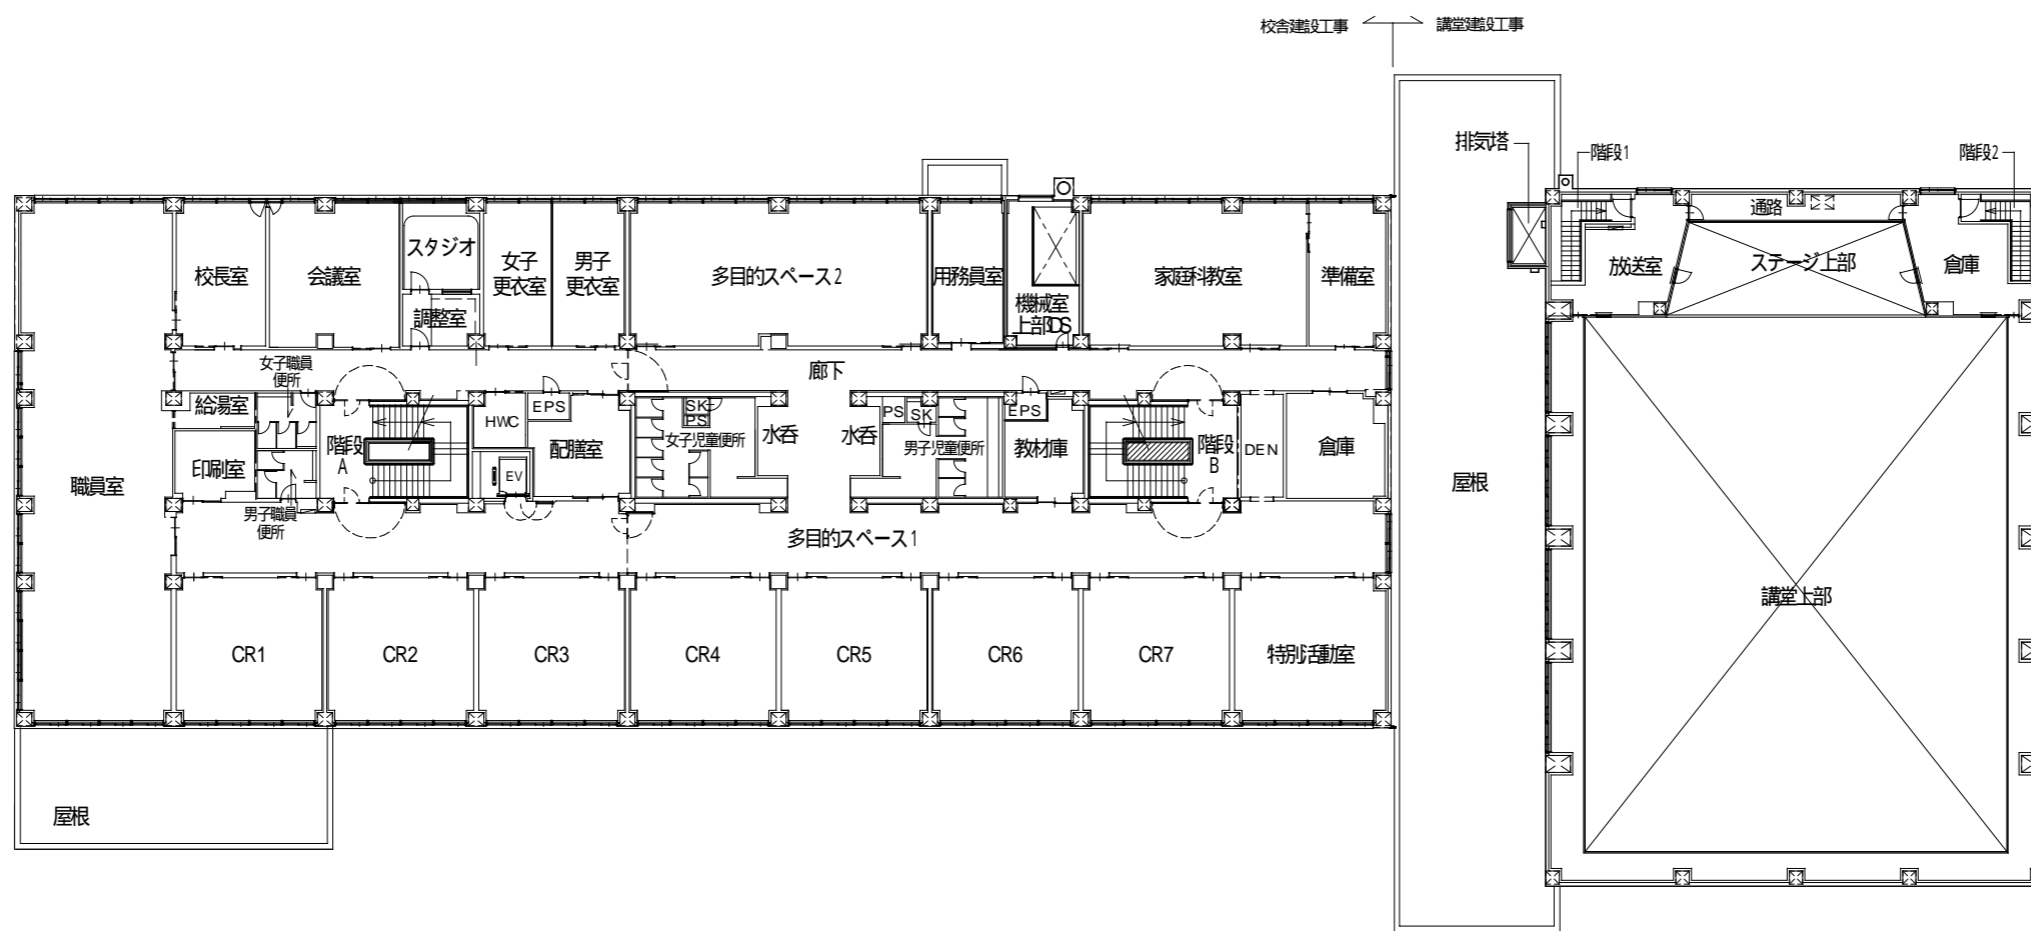 校舎建設工事
講堂建設工事
排気塔
階段1
階段2
通路
放送室
ステージ上部
倉庫
スタジオ
校長室
会議室
女子
更衣室
男子
更衣室
多目的スペース2
用務員室
機械室
上部DS
家庭科教室
準備室
調整室
女子職員
便所
廊下
給湯室
HWC
EPS
SK
PS
PS
SK
EPS
印刷室
階段
A
配膳室
EV
女子児童便所
水呑
水呑
男子児童便所
教材庫
階段
B
DEN
倉庫
職員室
屋根
男子職員
便所
多目的スペース1
講堂上部
CR1
CR2
CR3
CR4
CR5
CR6
CR7
特別活動室
屋根